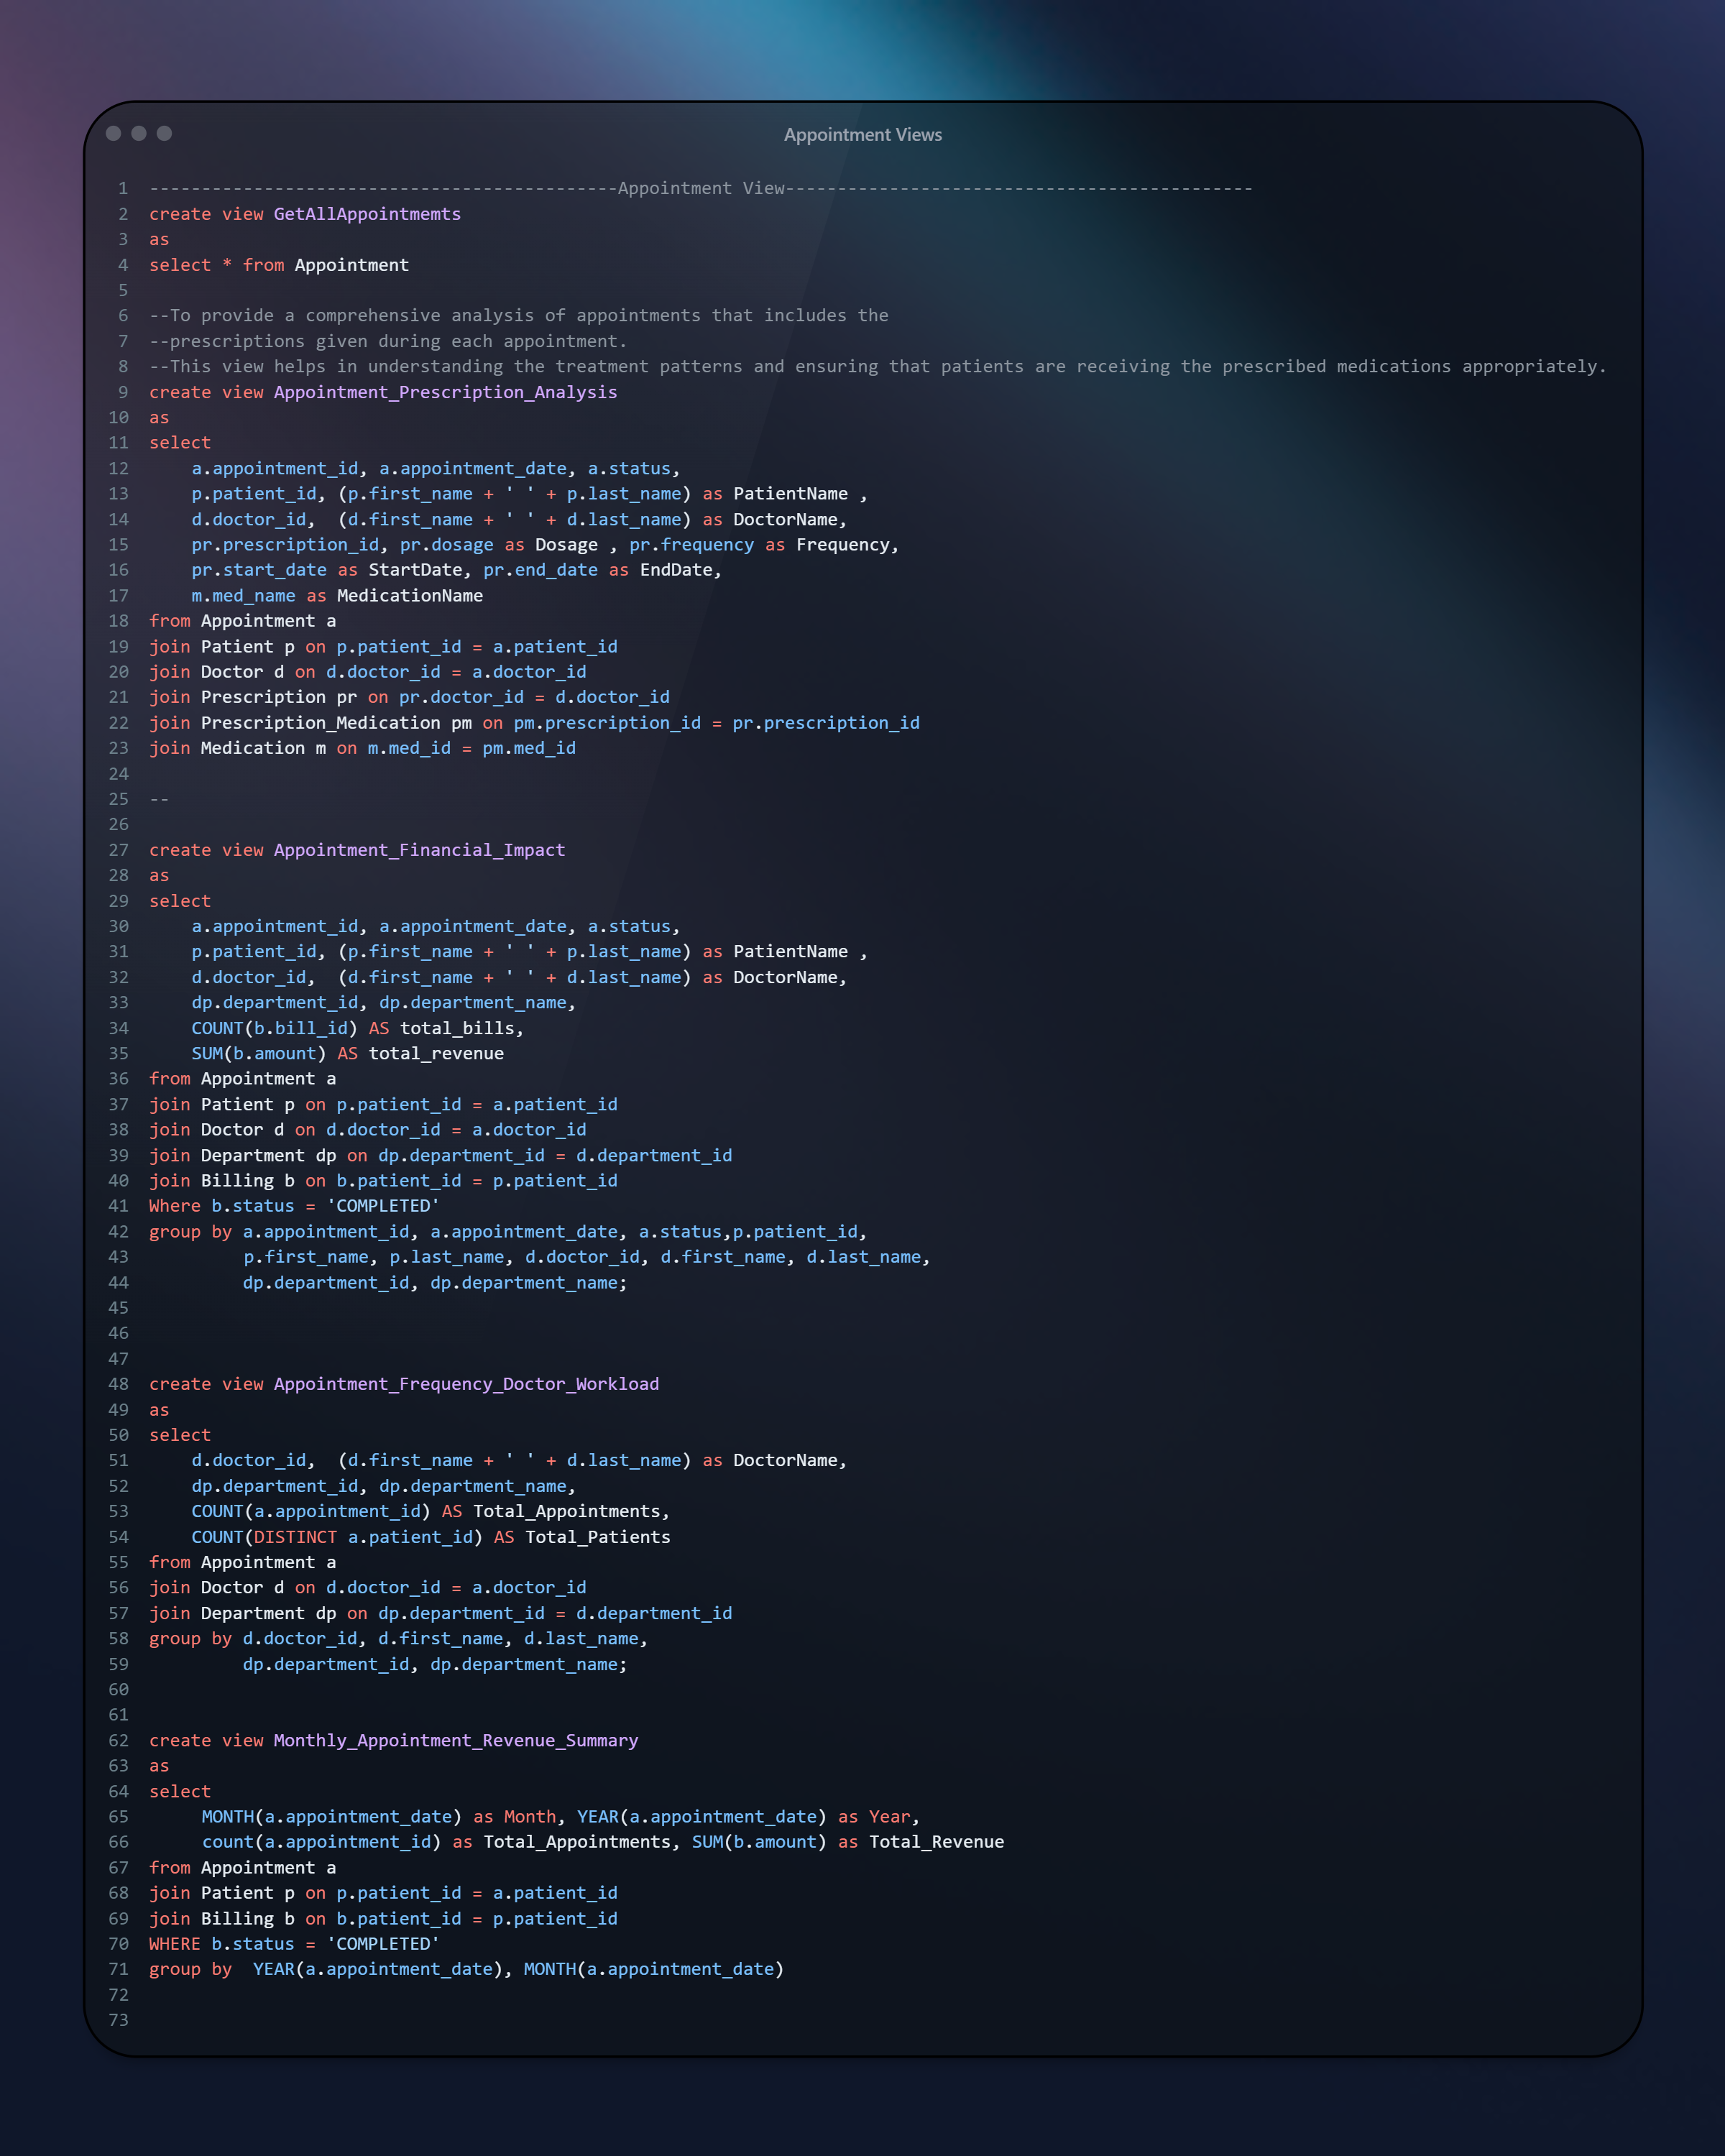 Appointment Views
1 ---------------------------------------------Appointment View---------------------------------------------
2 create view GetAllAppointmemts
3 as
4 select * from Appointment
5
6 --To provide a comprehensive analysis of appointments that includes the
7 --prescriptions given during each appointment.
8 --This view helps in understanding the treatment patterns and ensuring that patients are receiving the prescribed medications appropriately.
9 create view Appointment_Prescription_Analysis
10 as
11 select
12     a.appointment_id, a.appointment_date, a.status,
13     p.patient_id, (p.first_name + ' ' + p.last_name) as PatientName ,
14     d.doctor_id,  (d.first_name + ' ' + d.last_name) as DoctorName,
15     pr.prescription_id, pr.dosage as Dosage , pr.frequency as Frequency,
16     pr.start_date as StartDate, pr.end_date as EndDate,
17     m.med_name as MedicationName
18 from Appointment a
19 join Patient p on p.patient_id = a.patient_id
20 join Doctor d on d.doctor_id = a.doctor_id
21 join Prescription pr on pr.doctor_id = d.doctor_id
22 join Prescription_Medication pm on pm.prescription_id = pr.prescription_id
23 join Medication m on m.med_id = pm.med_id
24
25 --
26
27 create view Appointment_Financial_Impact
28 as
29 select
30     a.appointment_id, a.appointment_date, a.status,
31     p.patient_id, (p.first_name + ' ' + p.last_name) as PatientName ,
32     d.doctor_id,  (d.first_name + ' ' + d.last_name) as DoctorName,
33     dp.department_id, dp.department_name,
34     COUNT(b.bill_id) AS total_bills,
35     SUM(b.amount) AS total_revenue
36 from Appointment a
37 join Patient p on p.patient_id = a.patient_id
38 join Doctor d on d.doctor_id = a.doctor_id
39 join Department dp on dp.department_id = d.department_id
40 join Billing b on b.patient_id = p.patient_id
41 Where b.status = 'COMPLETED'
42 group by a.appointment_id, a.appointment_date, a.status,p.patient_id,
43          p.first_name, p.last_name, d.doctor_id, d.first_name, d.last_name,
44          dp.department_id, dp.department_name;
45
46
47
48 create view Appointment_Frequency_Doctor_Workload
49 as
50 select
51     d.doctor_id,  (d.first_name + ' ' + d.last_name) as DoctorName,
52     dp.department_id, dp.department_name,
53     COUNT(a.appointment_id) AS Total_Appointments,
54     COUNT(DISTINCT a.patient_id) AS Total_Patients
55 from Appointment a
56 join Doctor d on d.doctor_id = a.doctor_id
57 join Department dp on dp.department_id = d.department_id
58 group by d.doctor_id, d.first_name, d.last_name,
59          dp.department_id, dp.department_name;
60
61
62 create view Monthly_Appointment_Revenue_Summary
63 as
64 select
65      MONTH(a.appointment_date) as Month, YEAR(a.appointment_date) as Year,
66      count(a.appointment_id) as Total_Appointments, SUM(b.amount) as Total_Revenue
67 from Appointment a
68 join Patient p on p.patient_id = a.patient_id
69 join Billing b on b.patient_id = p.patient_id
70 WHERE b.status = 'COMPLETED'
71 group by  YEAR(a.appointment_date), MONTH(a.appointment_date)
72
73